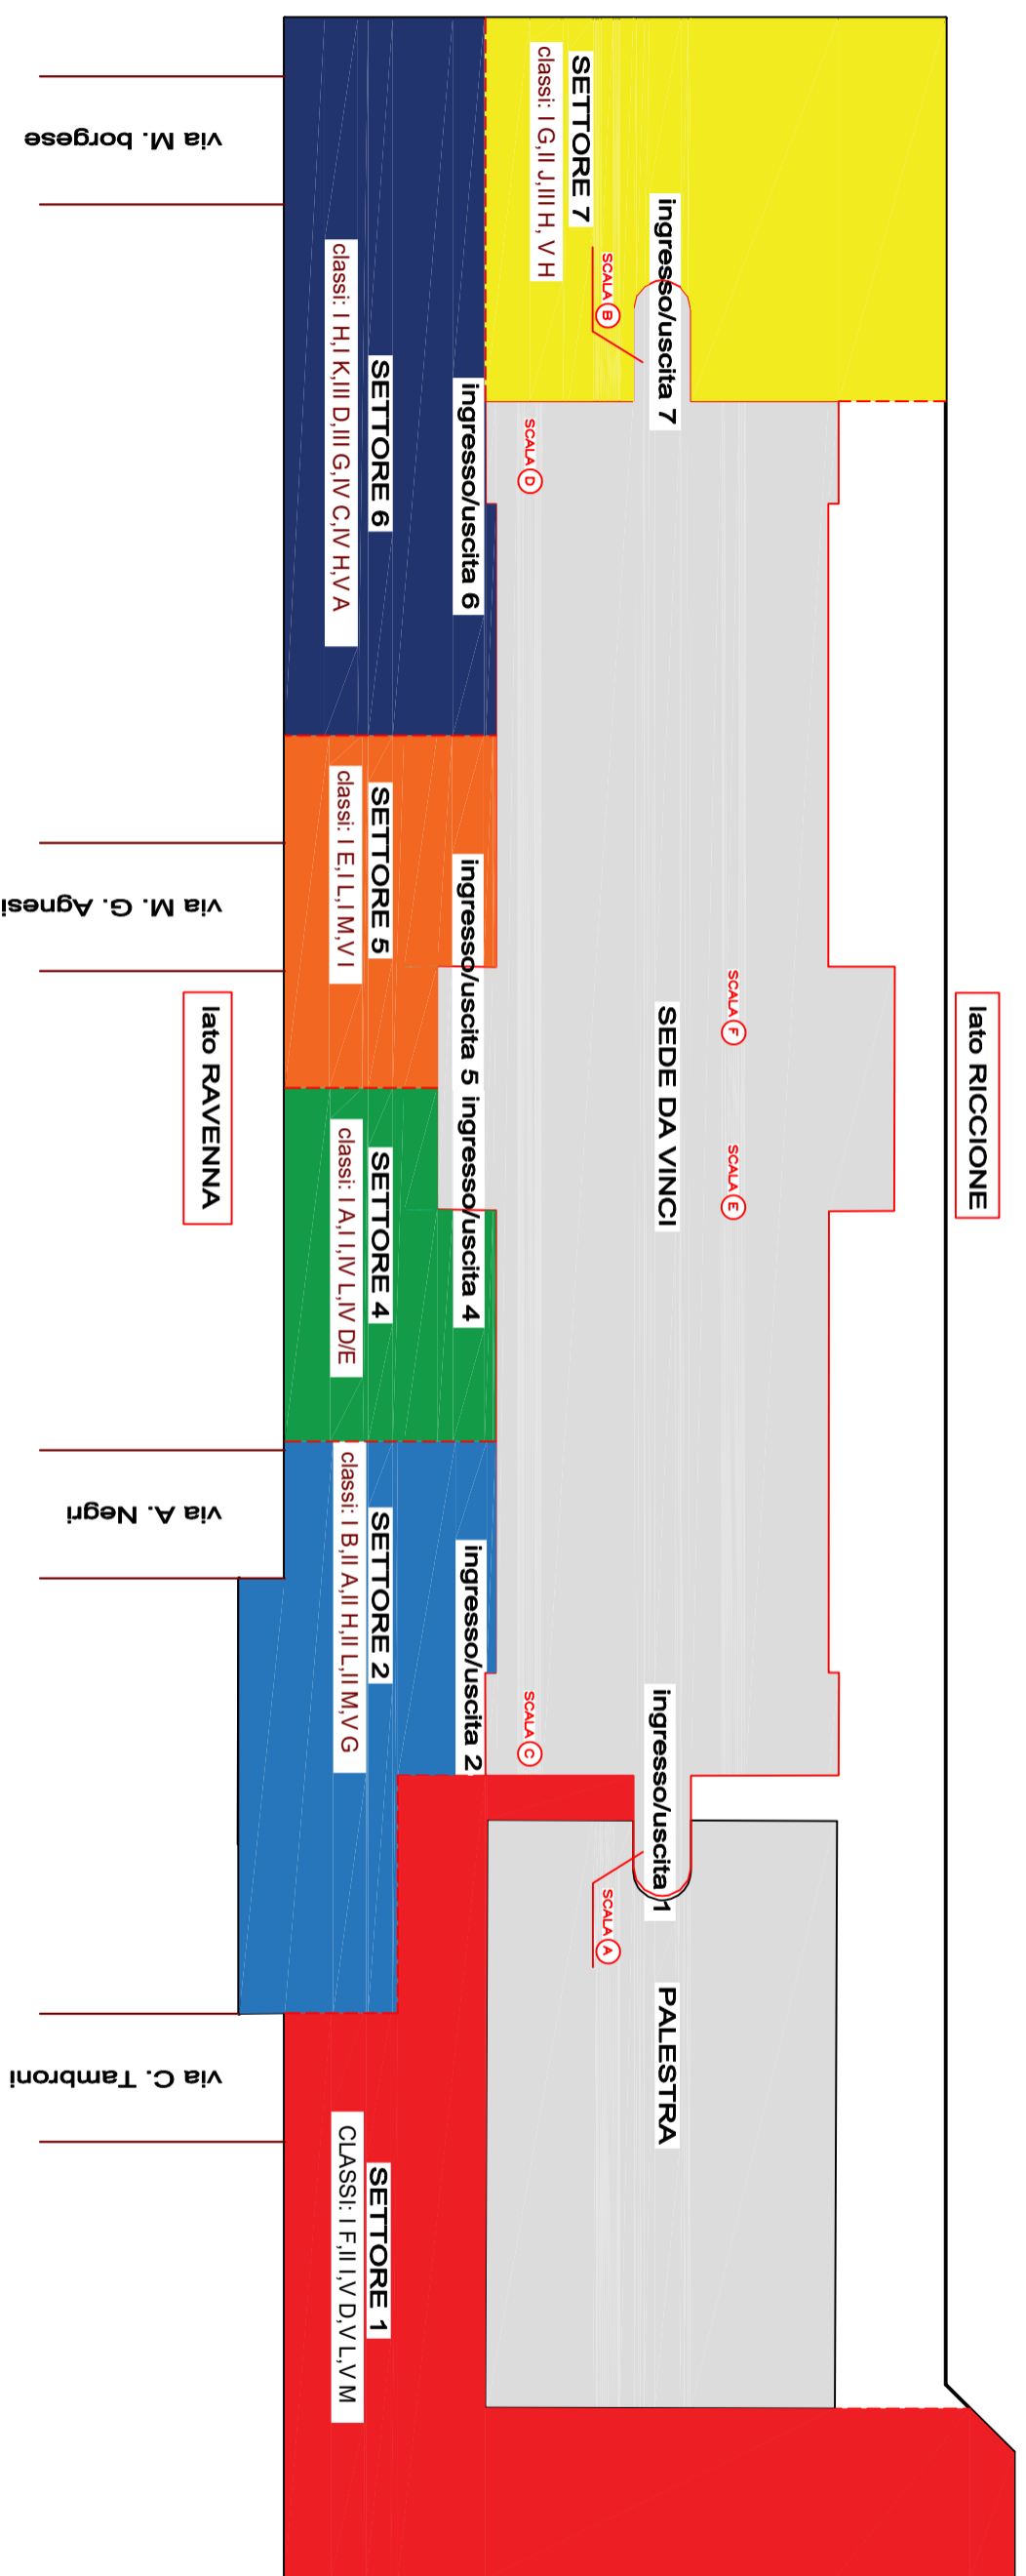 lato RICCIONE
SETTORE 7
classi: I G,II J,III H, V H
ingresso/uscita 7
SCALA B
SCALA D
ingresso/uscita 6
SETTORE 6
classi: I H,I K,III D,III G,IV C,IV H,V A
via M. borgese
SCALA F
SCALA E
SEDE DA VINCI
ingresso/uscita 5
ingresso/uscita 4
SETTORE 5
classi: I E,I L,I M,V I
via M. G. Agnesi
SETTORE 4
classi: I A,I I,IV L,IV D/E
lato RAVENNA
ingresso/uscita 2
SETTORE 2
classi: I B,II A,II H,II L,II M,V G
via A. Negri
SCALA C
ingresso/uscita 1
SCALA A
PALESTRA
via C. Tambroni
SETTORE 1
CLASSI: I F,II I,V D,V L,V M